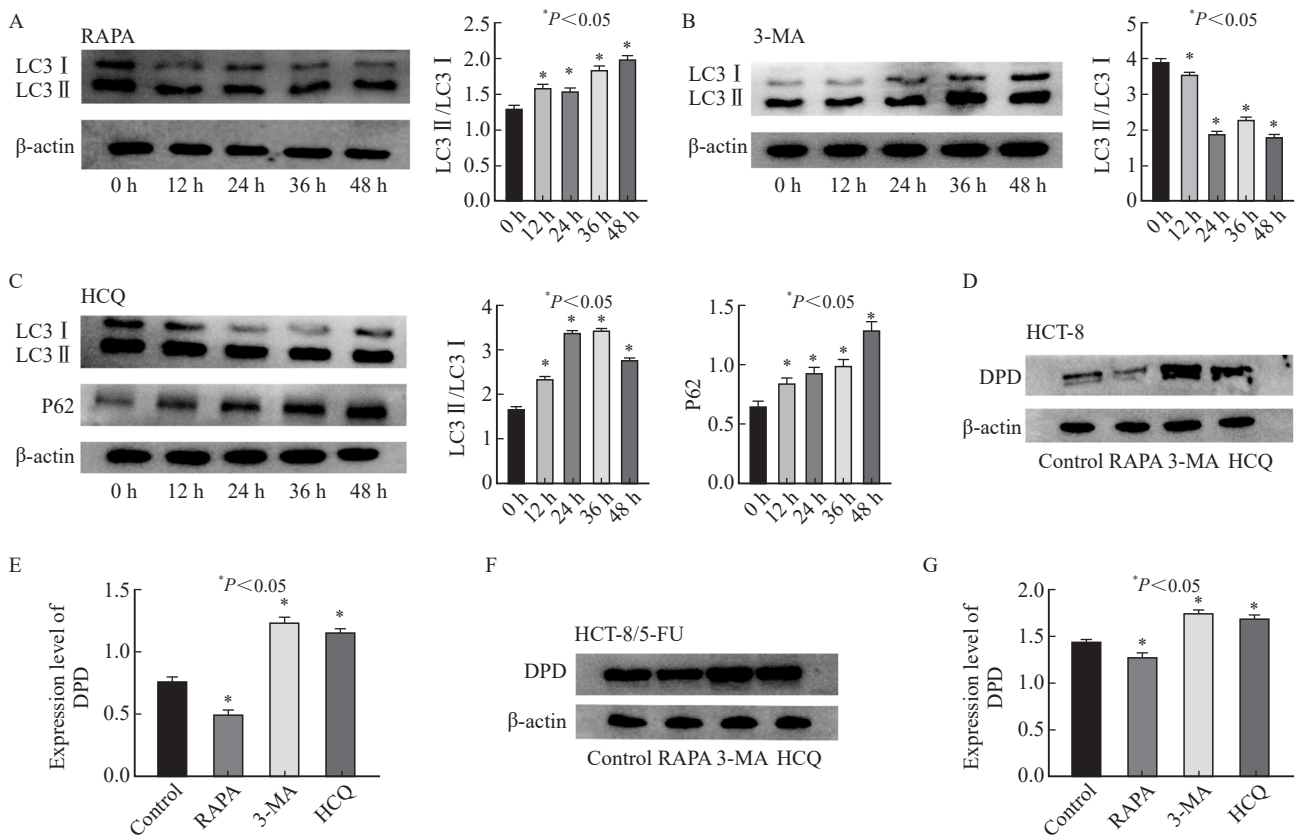 A
RAPA
LC3 Ⅰ
LC3 Ⅱ
β-actin
0 h 12 h 24 h 36 h 48 h
*P<0.05
LC3 Ⅱ/LC3 Ⅰ
2.5
2.0
1.5
1.0
0.5
0.0
* * * *
0 h 12 h 24 h 36 h 48 h
B
3-MA
LC3 Ⅰ
LC3 Ⅱ
β-actin
0 h 12 h 24 h 36 h 48 h
*P<0.05
LC3 Ⅱ/LC3 Ⅰ
5
4
3
2
1
0
* * * *
0 h 12 h 24 h 36 h 48 h
C
HCQ
LC3 Ⅰ
LC3 Ⅱ
P62
β-actin
0 h 12 h 24 h 36 h 48 h
*P<0.05
LC3 Ⅱ/LC3 Ⅰ
4
3
2
1
0
* * * *
0 h 12 h 24 h 36 h 48 h
*P<0.05
P62
1.5
1.0
0.5
0.0
* * * *
0 h 12 h 24 h 36 h 48 h
D
HCT-8
DPD
β-actin
Control RAPA 3-MA HCQ
E
*P<0.05
Expression level of
DPD
1.5
1.0
0.5
0.0
* * *
Control RAPA 3-MA HCQ
F
HCT-8/5-FU
DPD
β-actin
Control RAPA 3-MA HCQ
G
*P<0.05
Expression level of
DPD
2.0
1.5
1.0
0.5
0.0
* * *
Control RAPA 3-MA HCQ